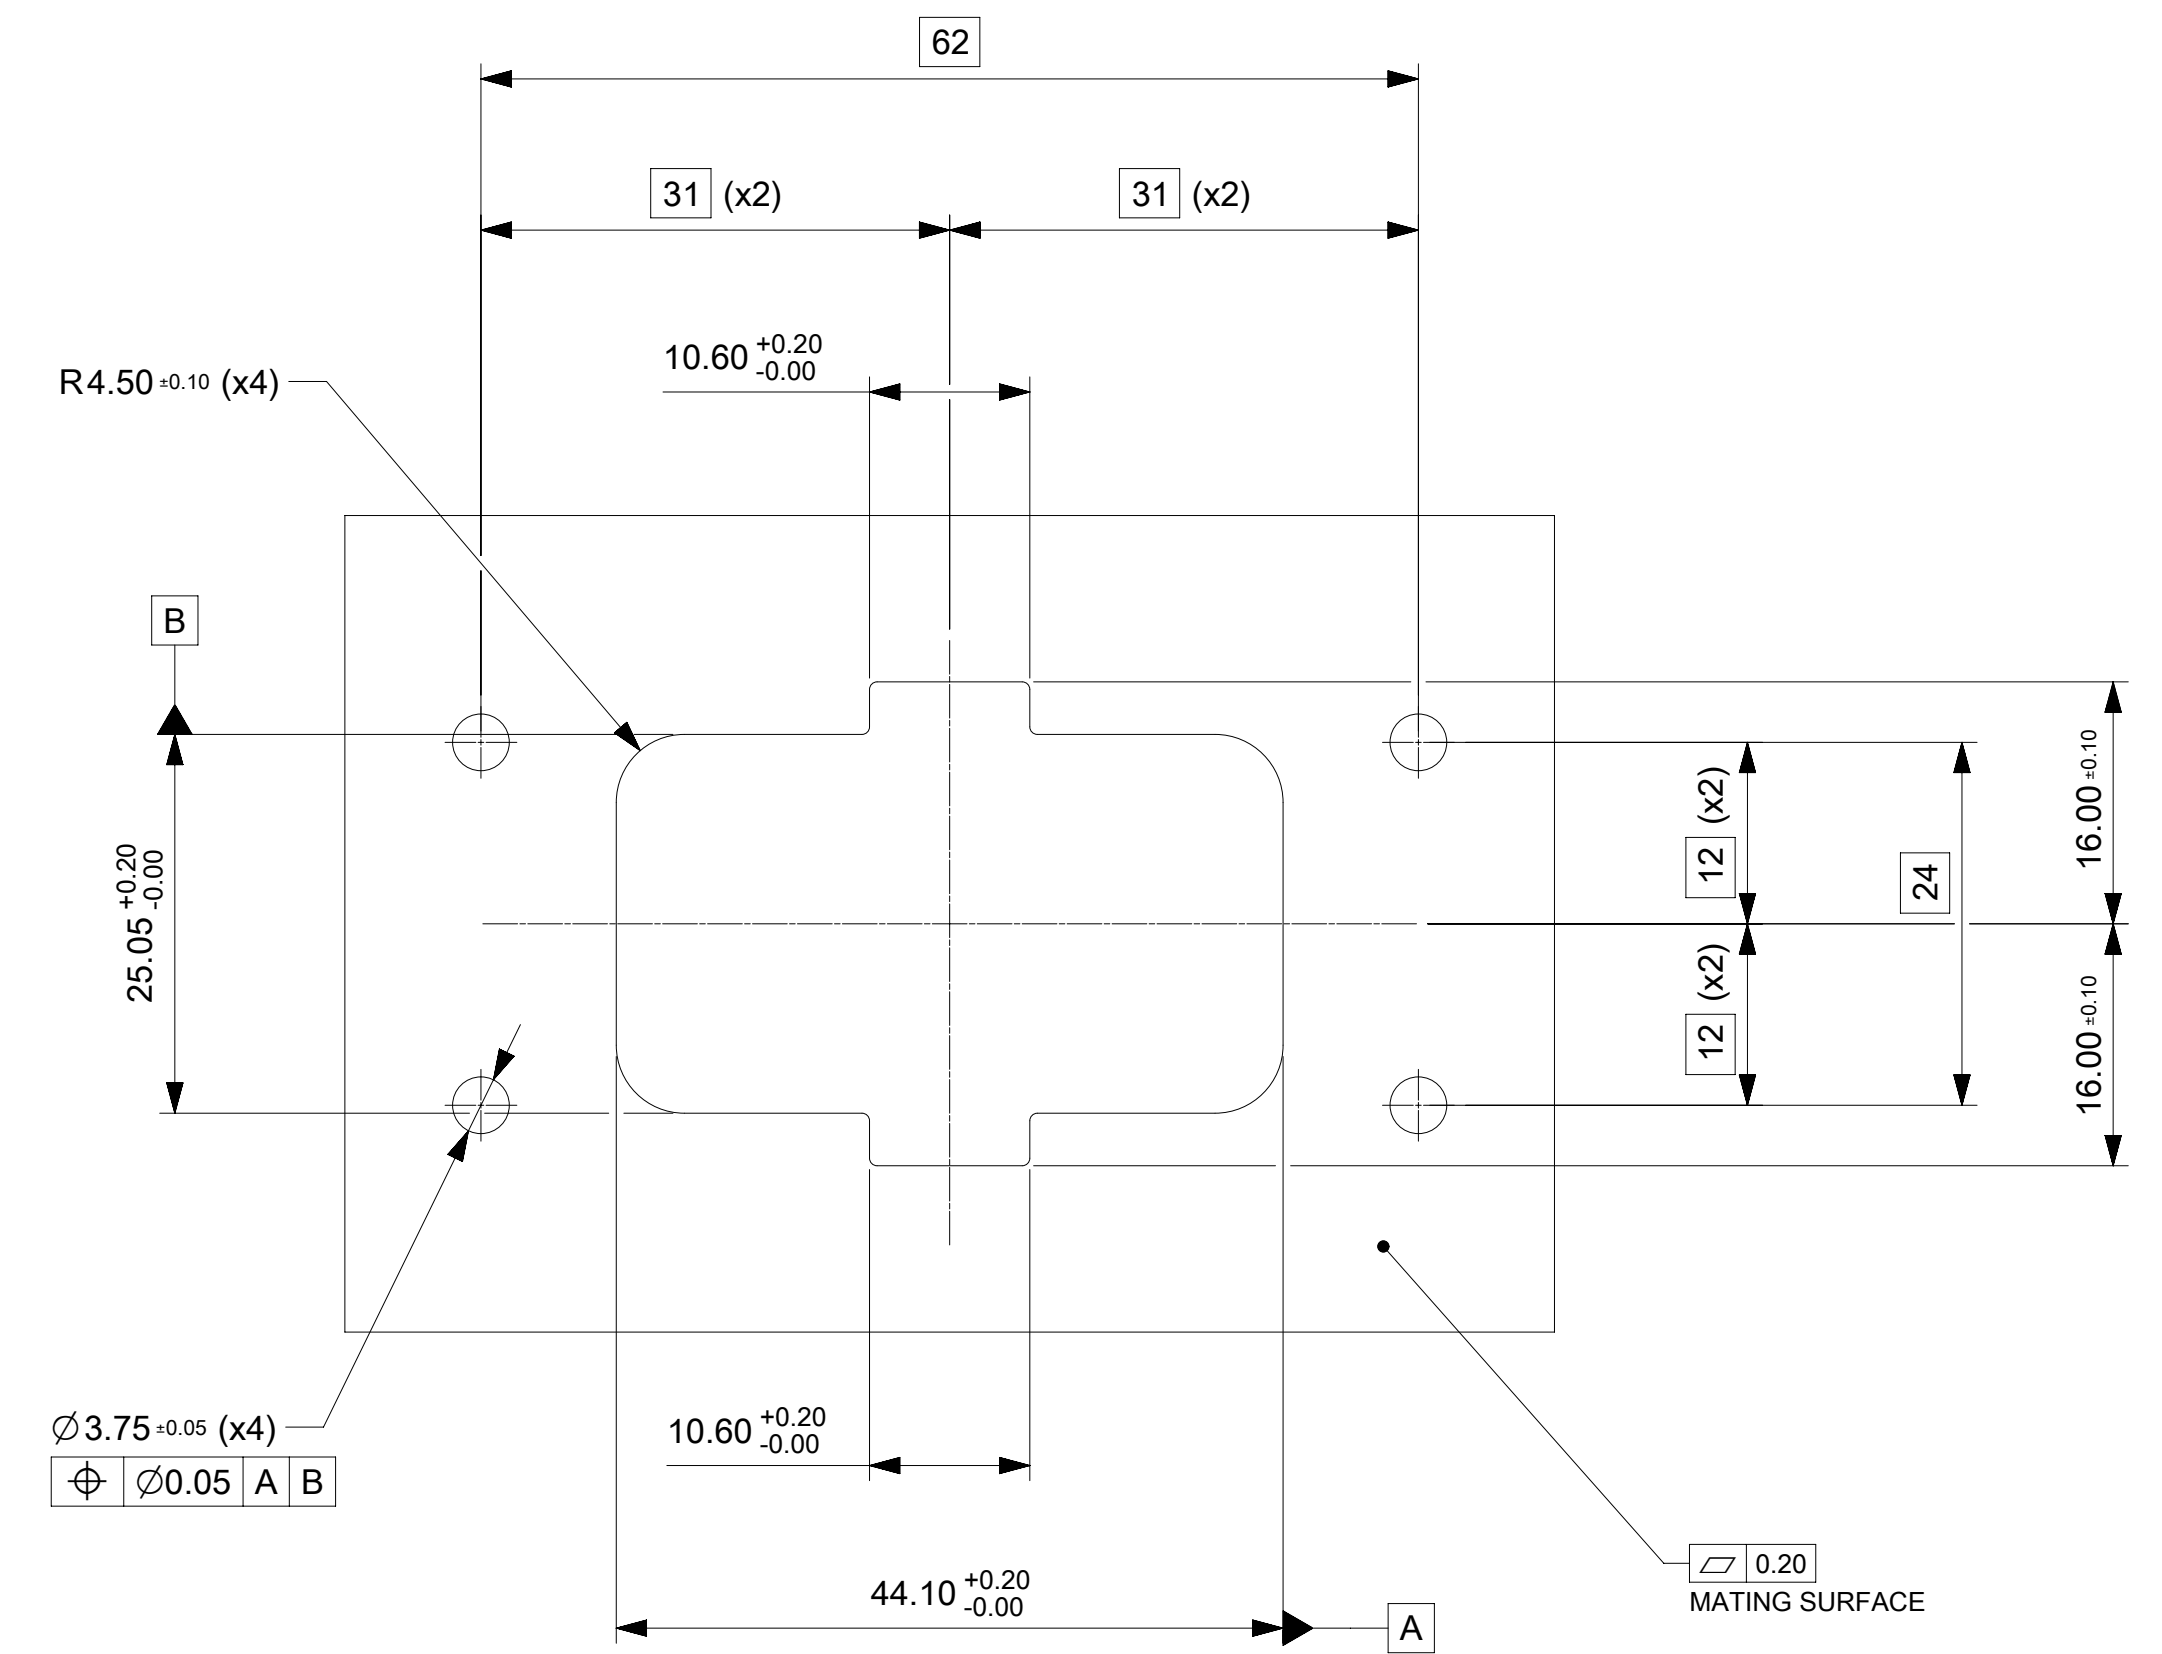 62
31 (x2)
31 (x2)
10.60 +0.20 -0.00
R4.50 ±0.10 (x4)
B
25.05 +0.20 -0.00
12 (x2)
12 (x2)
24
16.00 ±0.10
16.00 ±0.10
⌀3.75 ±0.05 (x4)
⌖ ⌀0.05 A B
10.60 +0.20 -0.00
44.10 +0.20 -0.00
A
⏥ 0.20
MATING SURFACE